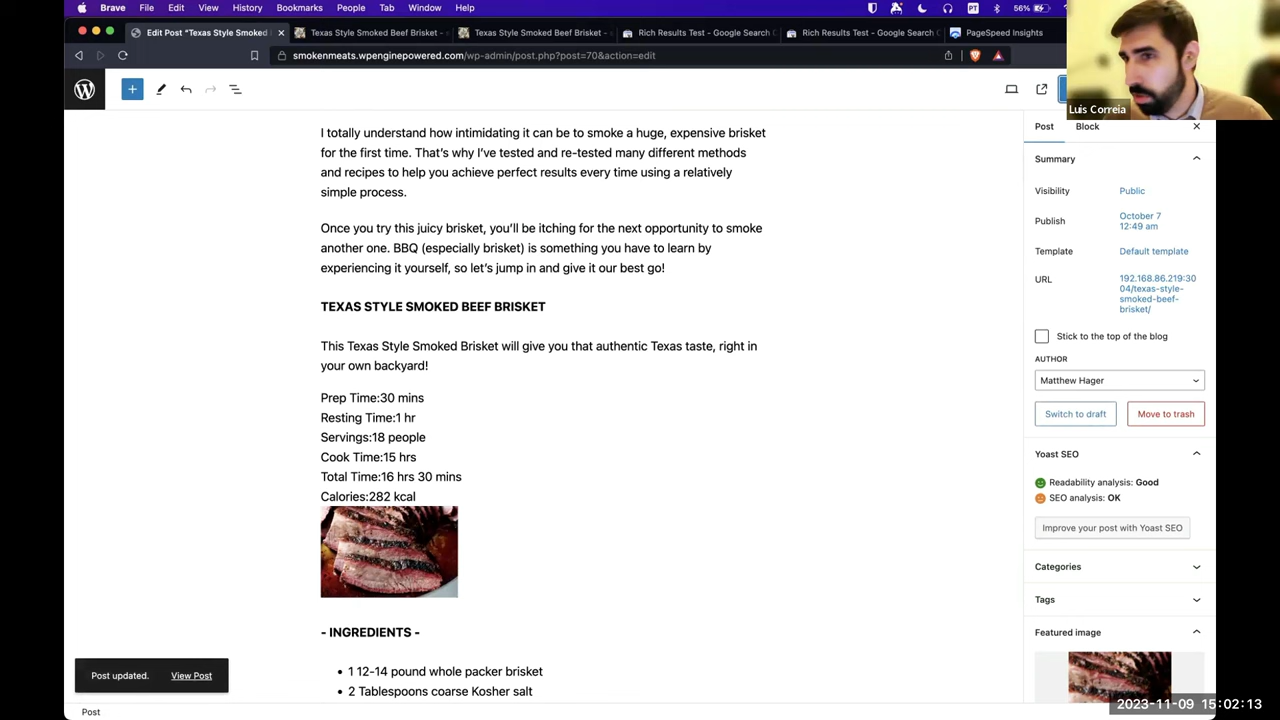 Brave File Edit View History Bookmarks People Tab Window Help PT 56%
Edit Post "Texas Style Smoked Texas Style Smoked Beef Brisket - Texas Style Smoked Beef Brisket - Rich Results Test - Google Search C Rich Results Test - Google Search C PageSpeed Insights
smokenmeats.wpenginepowered.com/wp-admin/post.php?post=70&action=edit
Luis Correia
Post Block
I totally understand how intimidating it can be to smoke a huge, expensive brisket
for the first time. That's why I've tested and re-tested many different methods
and recipes to help you achieve perfect results every time using a relatively
simple process.
Once you try this juicy brisket, you'll be itching for the next opportunity to smoke
another one. BBQ (especially brisket) is something you have to learn by
experiencing it yourself, so let's jump in and give it our best go!
TEXAS STYLE SMOKED BEEF BRISKET
This Texas Style Smoked Brisket will give you that authentic Texas taste, right in
your own backyard!
Prep Time:30 mins
Resting Time:1 hr
Servings:18 people
Cook Time:15 hrs
Total Time:16 hrs 30 mins
Calories:282 kcal
- INGREDIENTS -
• 1 12-14 pound whole packer brisket
• 2 Tablespoons coarse Kosher salt
Summary
Visibility Public
Publish October 7
12:49 am
Template Default template
URL 192.168.86.219:30
04/texas-style-
smoked-beef-
brisket/
Stick to the top of the blog
AUTHOR
Matthew Hager
Switch to draft Move to trash
Yoast SEO
Readability analysis: Good
SEO analysis: OK
Improve your post with Yoast SEO
Categories
Tags
Featured image
Post updated. View Post
Post
2023-11-09 15:02:13